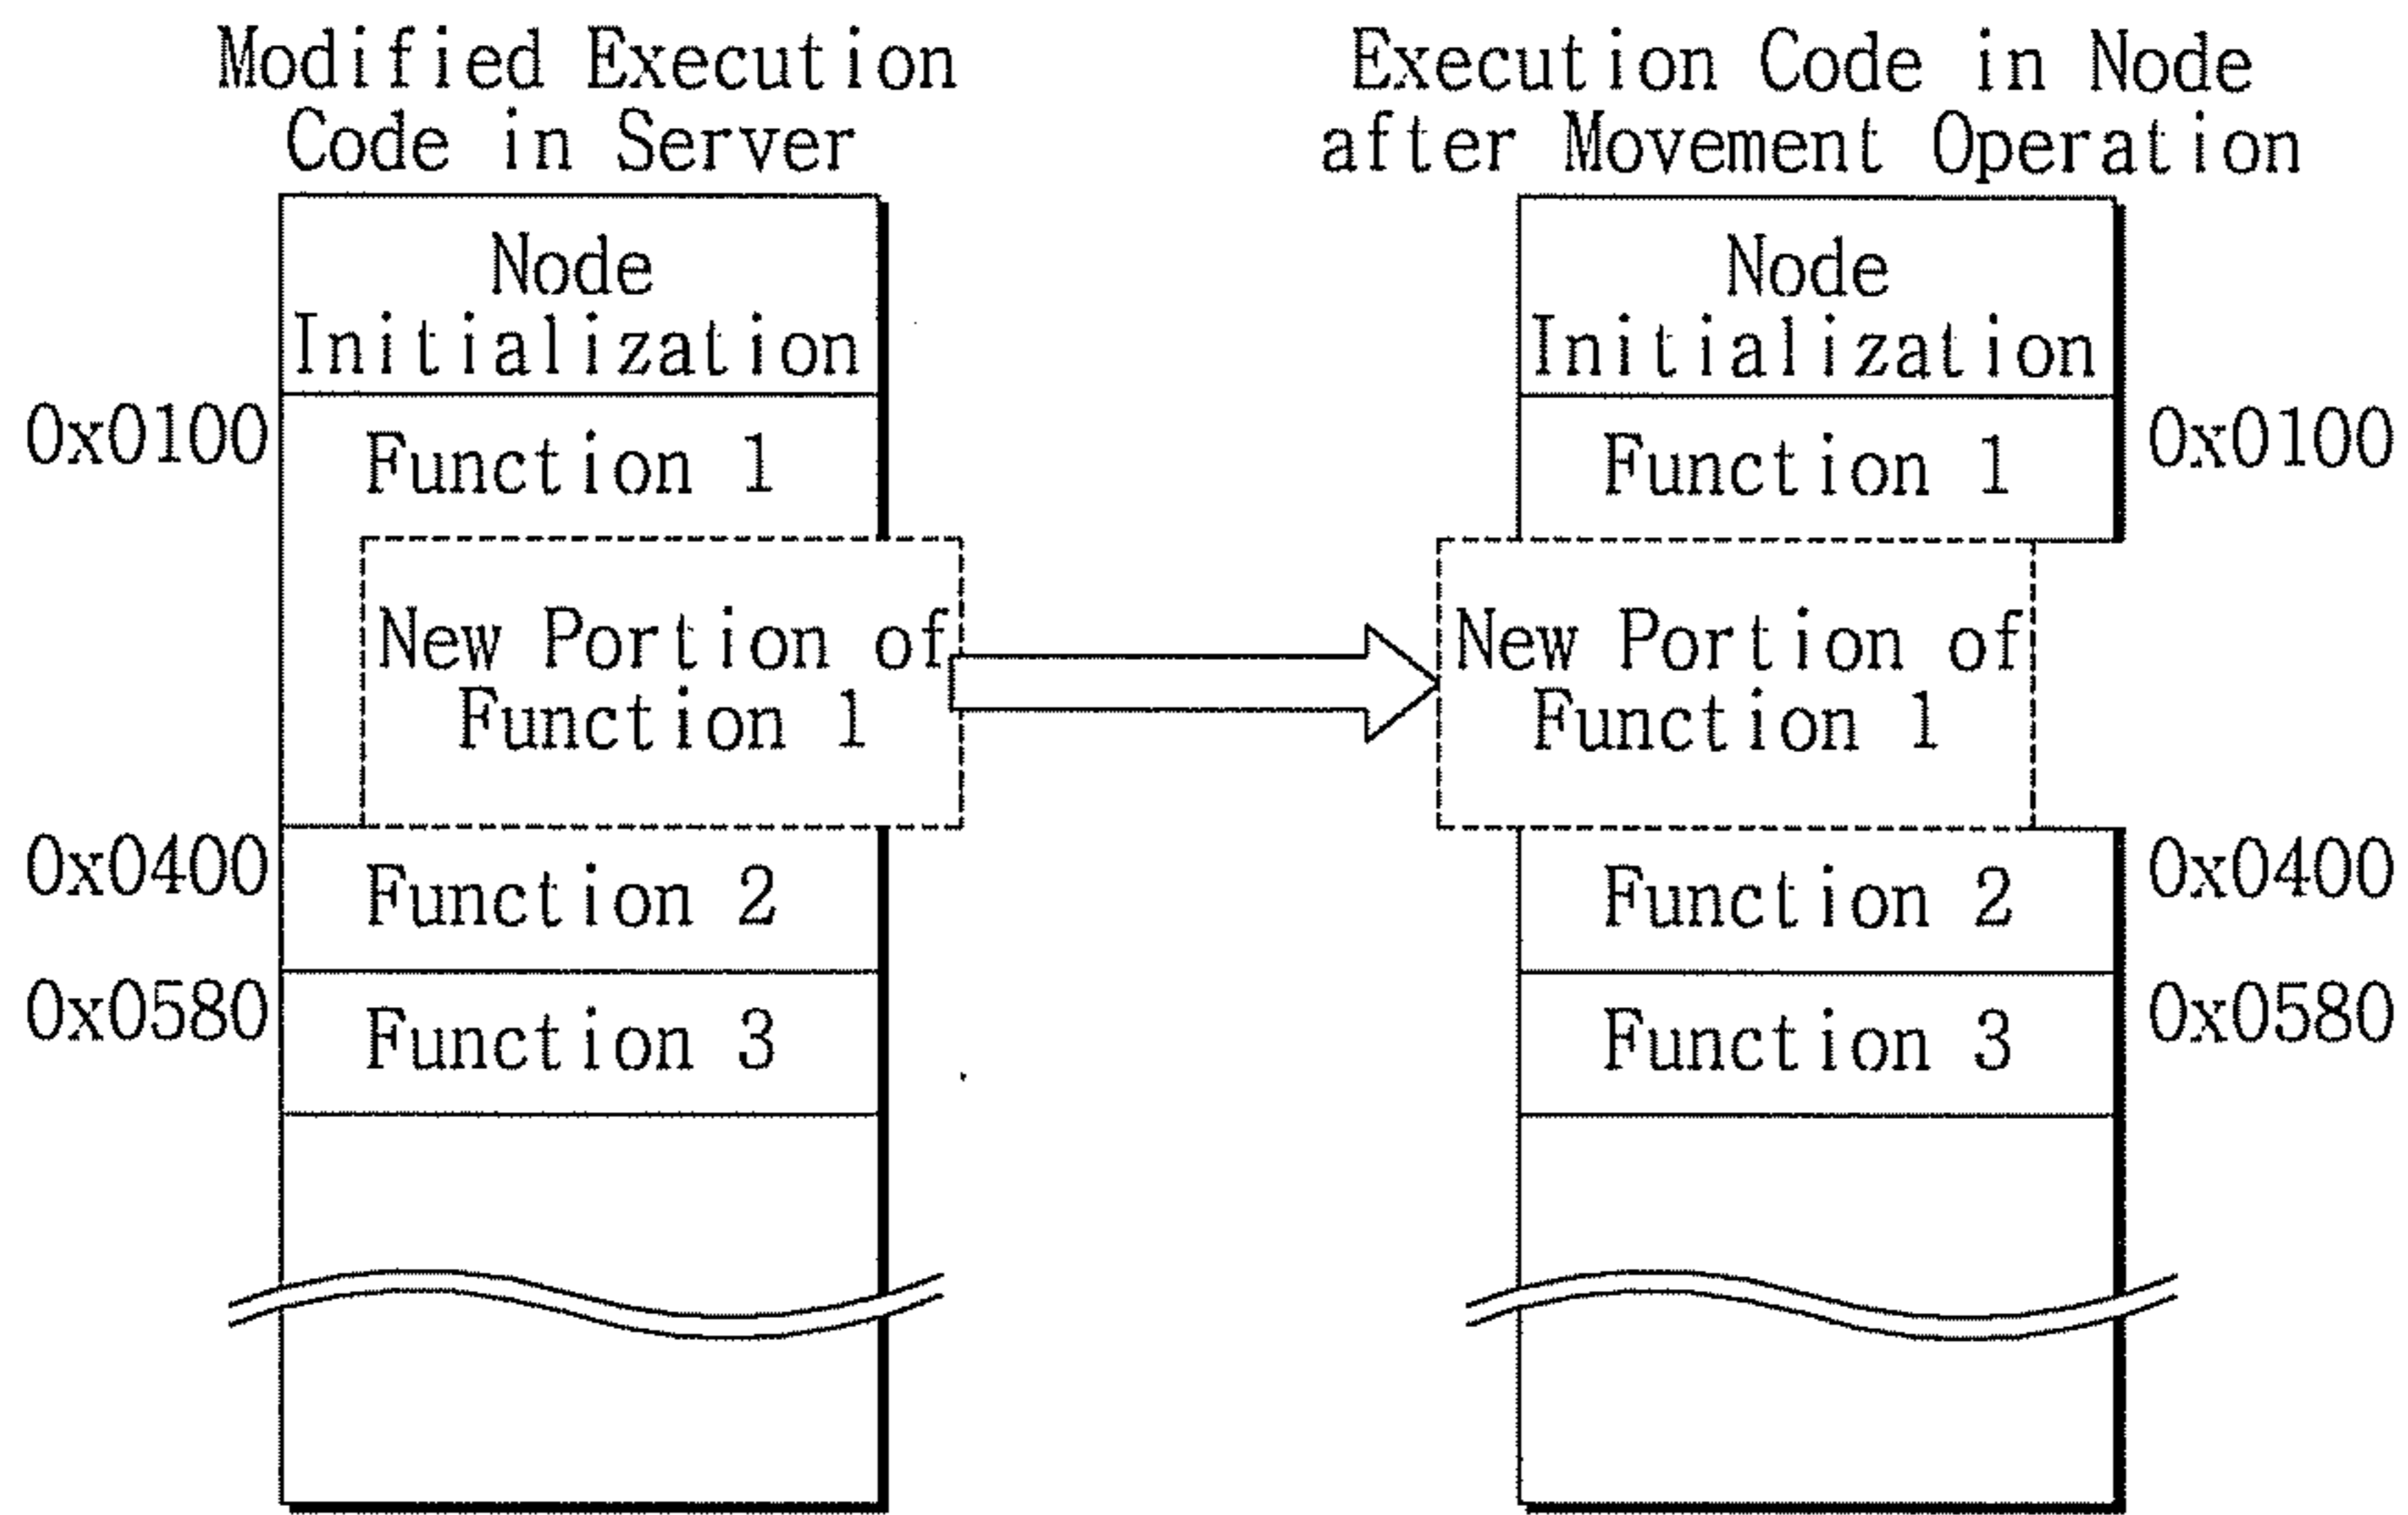 Modified Execution
Code in Server
Node
Initialization
0x0100
Function 1
New Portion of
Function 1
0x0400
Function 2
0x0580
Function 3
Execution Code in Node
after Movement Operation
Node
Initialization
Function 1
0x0100
New Portion of
Function 1
Function 2
0x0400
Function 3
0x0580